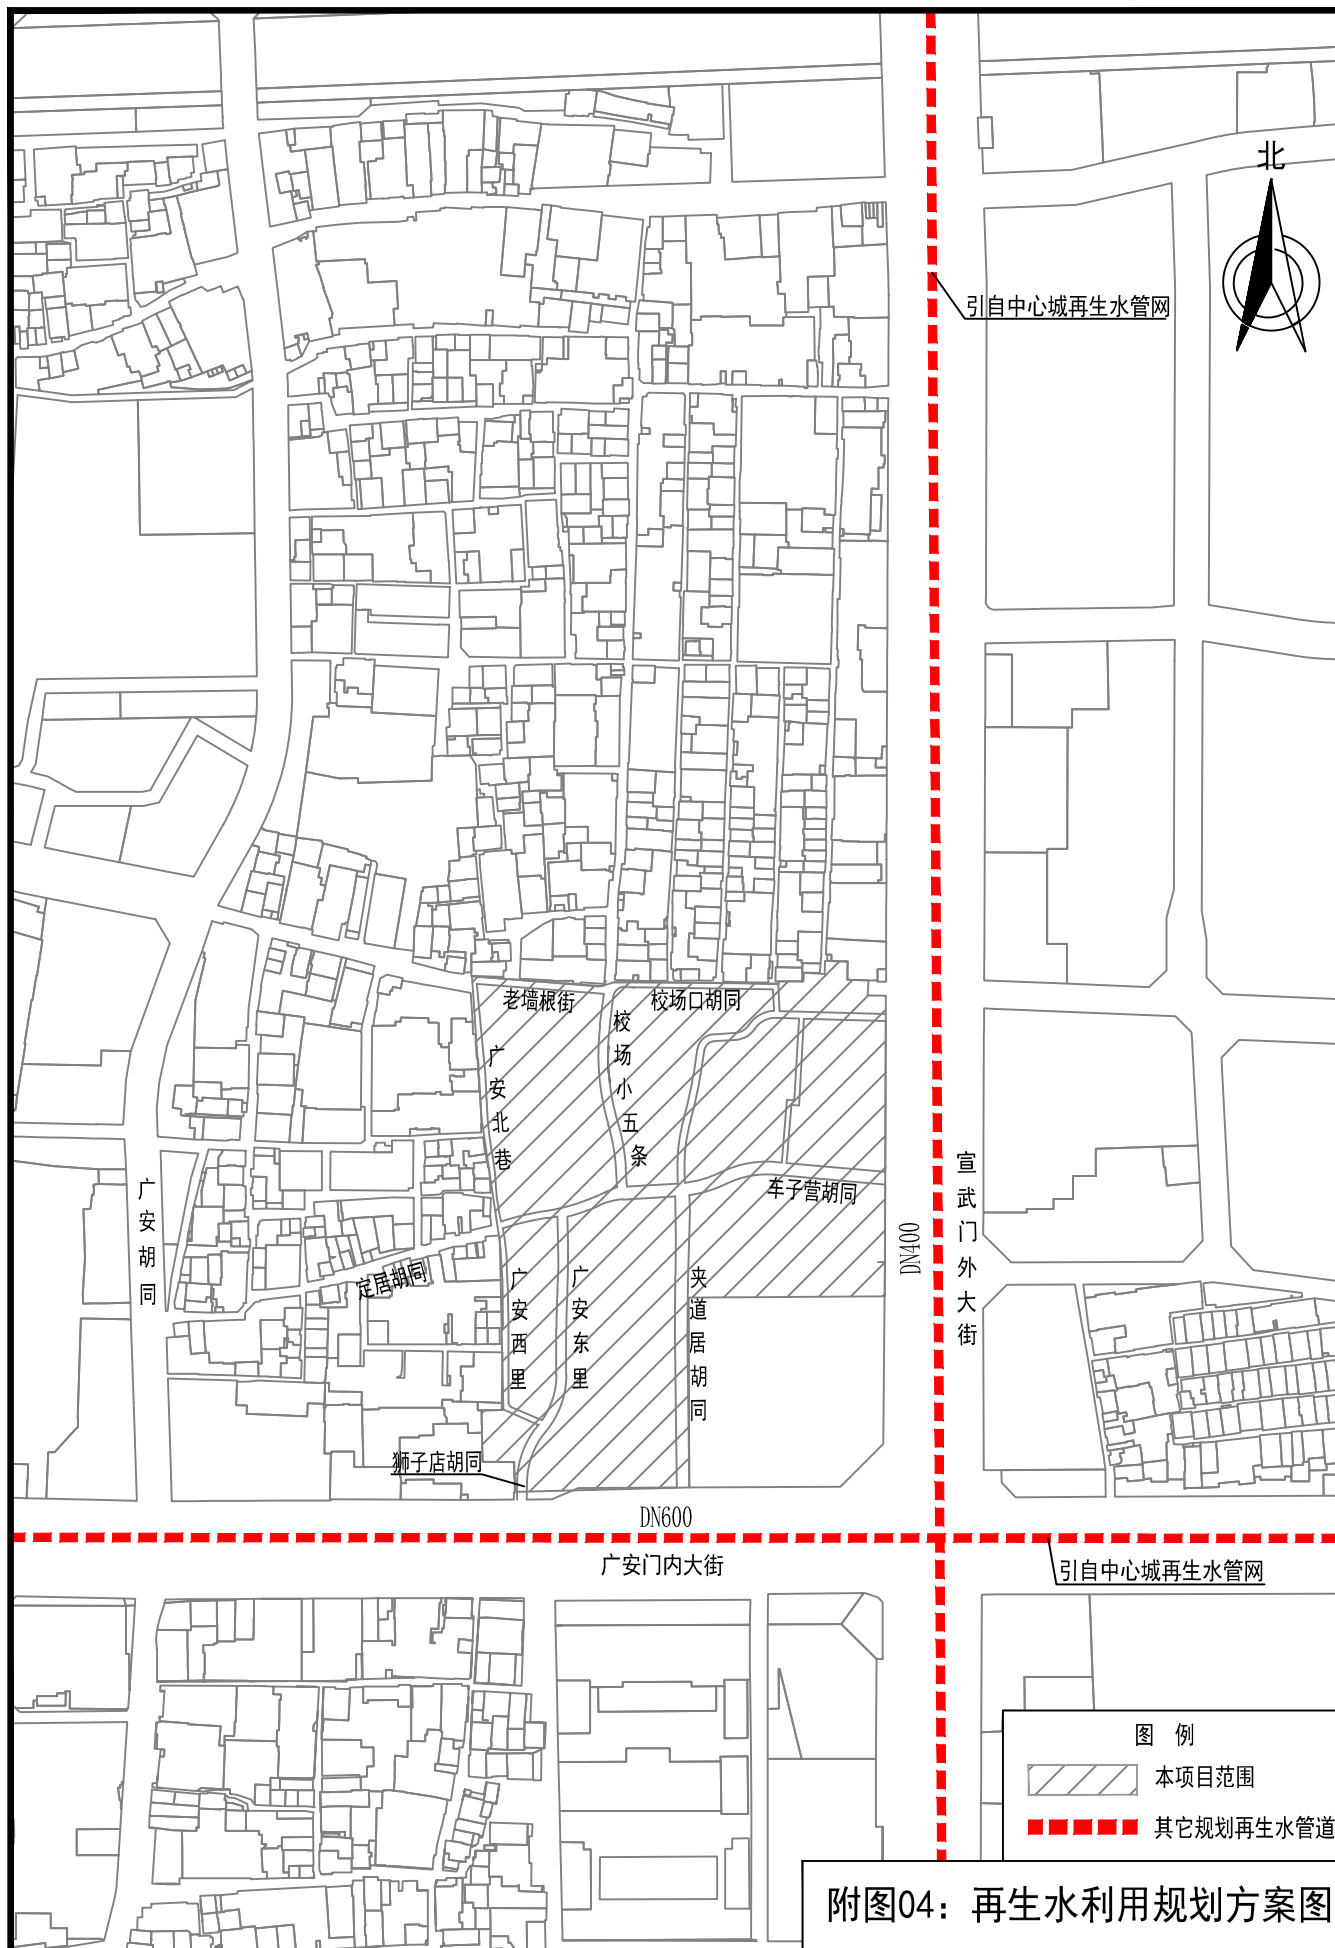 北
引自中心城再生水管网
老墙根街
校场口胡同
校场小五条
广安北巷
车子营胡同
宣武门外大街
广安胡同
DN400
定居胡同
广安西里
广安东里
夹道居胡同
狮子店胡同
DN600
广安门内大街
引自中心城再生水管网
图 例
本项目范围
其它规划再生水管道
附图04：再生水利用规划方案图